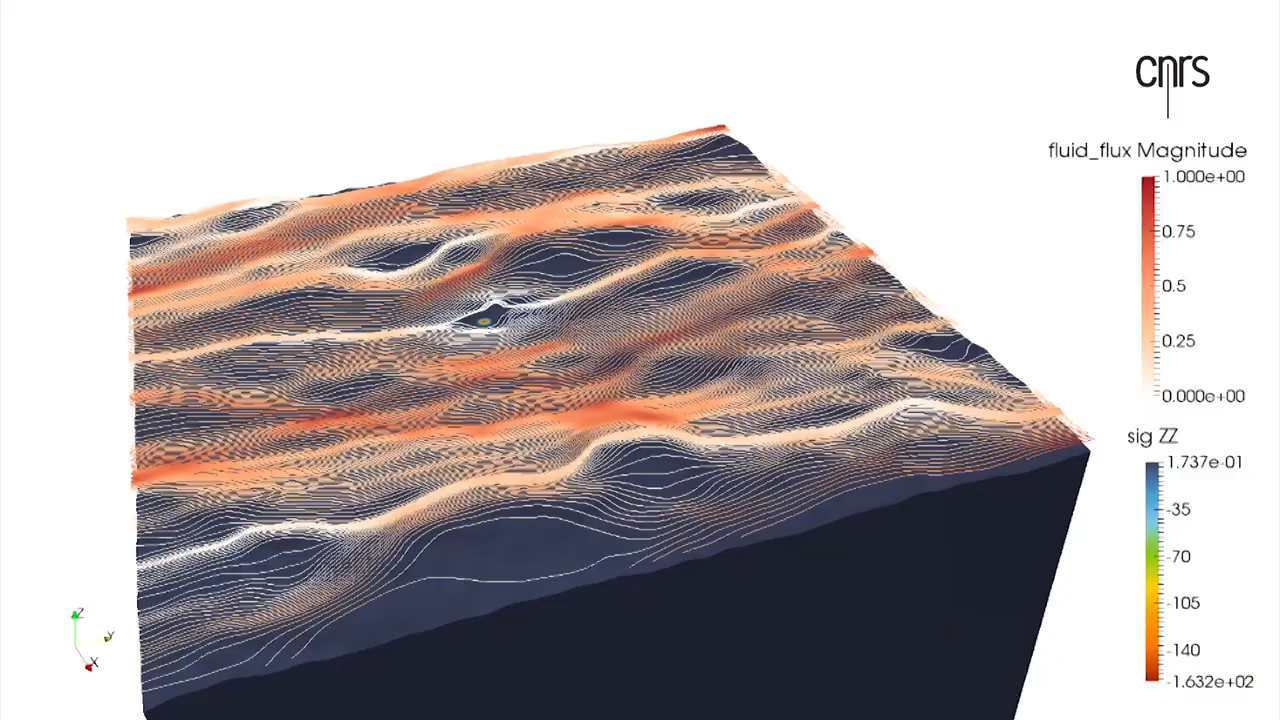 cnrs
fluid_flux Magnitude
1.000e+00
0.75
0.5
0.25
0.000e+00
sig ZZ
1.737e-01
-35
-70
-105
-140
-1.632e+02
Z
Y
X